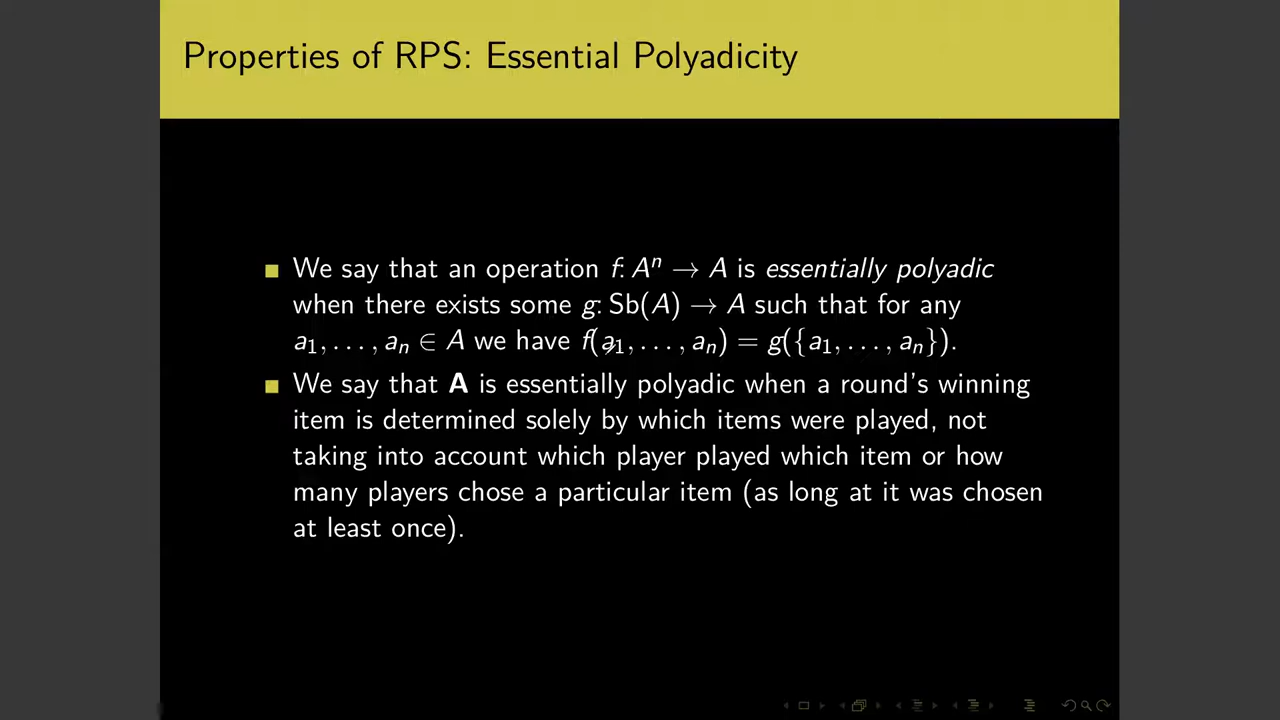 Properties of RPS: Essential Polyadicity
We say that an operation f: Aⁿ → A is essentially polyadic
when there exists some g: Sb(A) → A such that for any
a₁, . . . , aₙ ∈ A we have f(a₁, . . . , aₙ) = g({a₁, . . . , aₙ}).
We say that A is essentially polyadic when a round's winning
item is determined solely by which items were played, not
taking into account which player played which item or how
many players chose a particular item (as long at it was chosen
at least once).